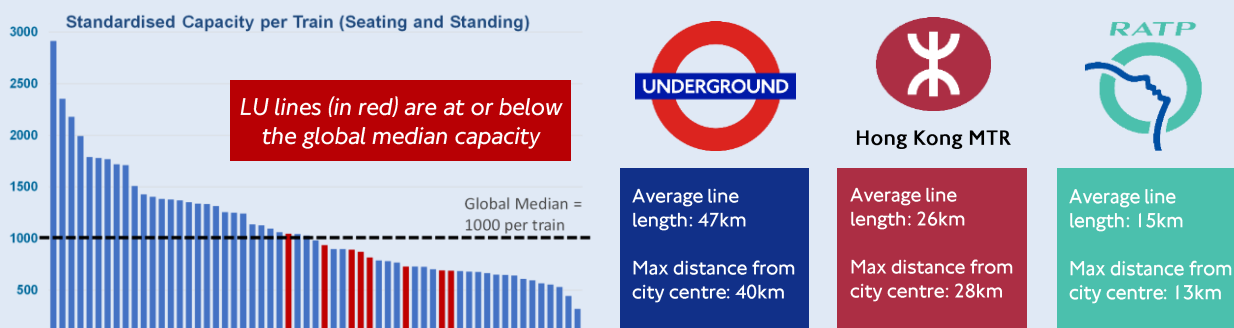 Standardised Capacity per Train (Seating and Standing)
3000
2500
2000
1500
1000
500
LU lines (in red) are at or below
the global median capacity
Global Median =
1000 per train
UNDERGROUND
Average line
length: 47km
Max distance from
city centre: 40km
Hong Kong MTR
Average line
length: 26km
Max distance from
city centre: 28km
RATP
Average line
length: 15km
Max distance from
city centre: 13km